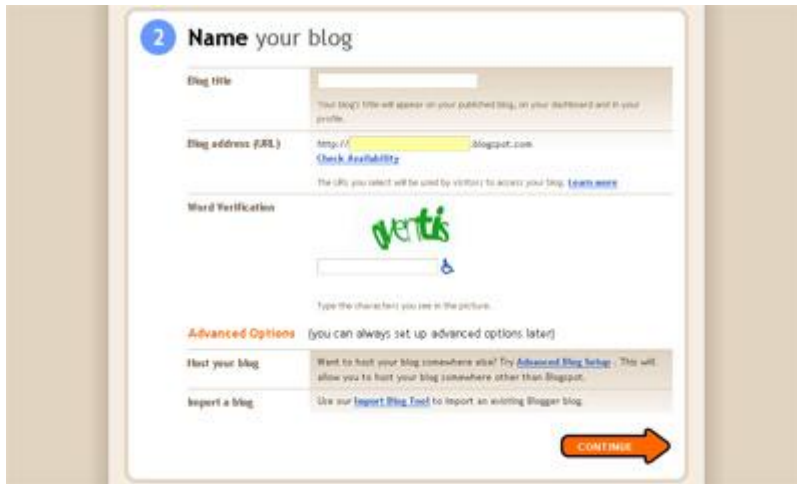 2 Name your blog
Blog title
Your blog's title will appear on your published blog, on your dashboard and in your
profile.
Blog address (URL)
http:// .blogspot.com
Check Availability
The URL you select will be used by visitors to access your blog. Learn more
Word Verification
Type the characters you see in the picture.
Advanced Options (you can always set up advanced options later)
Host your blog
Want to host your blog somewhere else? Try Advanced Blog Setup . This will
allow you to host your blog somewhere other than Blogspot.
Import a blog
Use our Import Blog Tool to import an existing Blogger blog
CONTINUE